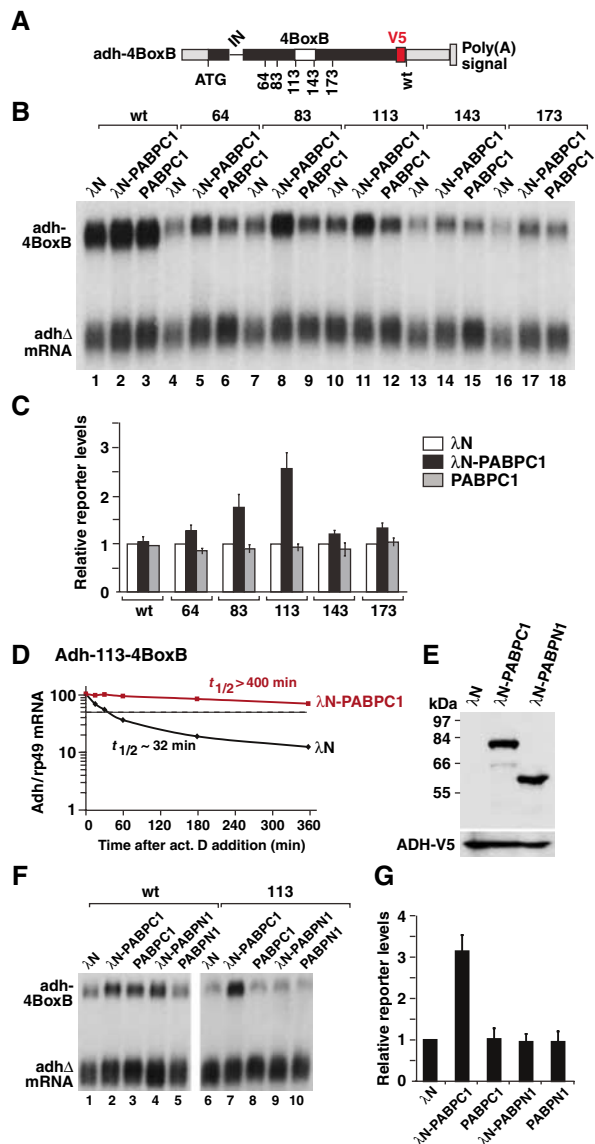 A
adh-4BoxB
IN
4BoxB
V5
Poly(A) signal
ATG
64
83
113
143
173
wt
B
wt 64 83 113 143 173
λN λN-PABPC1 PABPC1 λN λN-PABPC1 PABPC1 λN λN-PABPC1 PABPC1 λN λN-PABPC1 PABPC1 λN λN-PABPC1 PABPC1 λN λN-PABPC1 PABPC1
adh-
4BoxB
adhΔ
mRNA
1 2 3 4 5 6 7 8 9 10 11 12 13 14 15 16 17 18
C
Relative reporter levels
3
2
1
0
wt 64 83 113 143 173
λN
λN-PABPC1
PABPC1
D Adh-113-4BoxB
Adh/rp49 mRNA
100
10
1
t 1/2 > 400 min
λN-PABPC1
t 1/2 ~ 32 min
λN
0 60 120 180 240 300 360
Time after act. D addition (min)
E
λN λN-PABPC1 λN-PABPN1
kDa
97
84
66
55
ADH-V5
F
wt 113
λN λN-PABPC1 PABPC1 λN-PABPN1 PABPN1 λN λN-PABPC1 PABPC1 λN-PABPN1 PABPN1
adh-
4BoxB
adhΔ
mRNA
1 2 3 4 5 6 7 8 9 10
G
Relative reporter levels
4
3
2
1
0
λN λN-PABPC1 PABPC1 λN-PABPN1 PABPN1